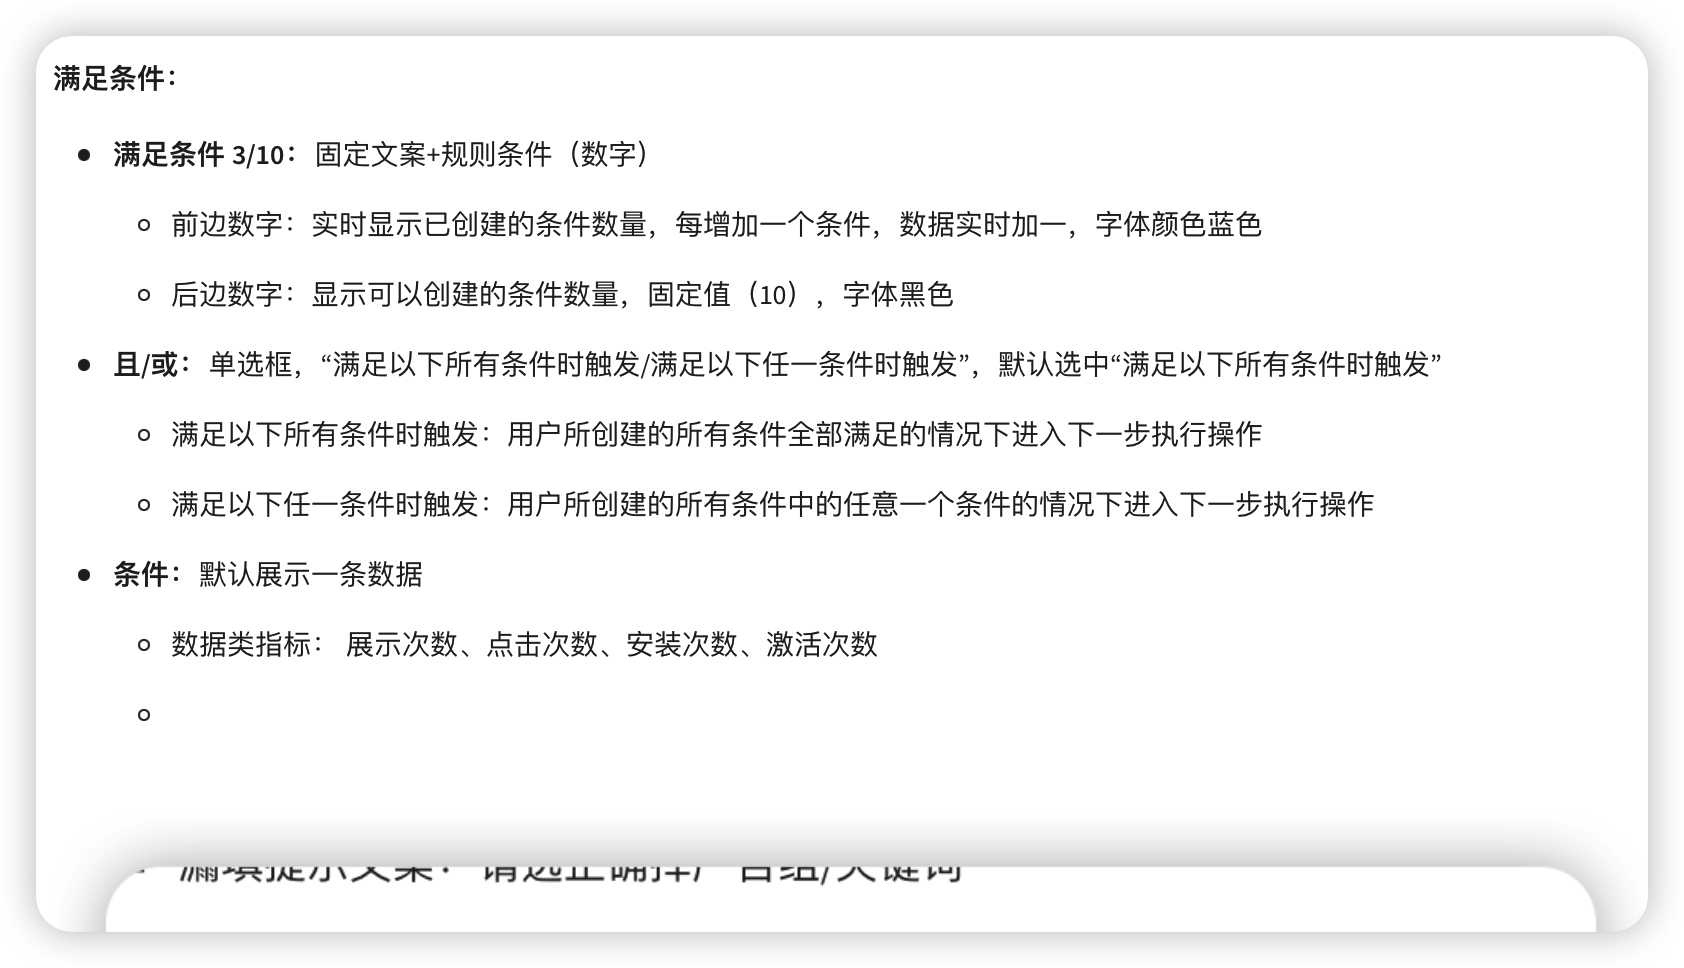 满足条件：
满足条件 3/10： 固定文案+规则条件（数字）
前边数字：实时显示已创建的条件数量，每增加一个条件，数据实时加一，字体颜色蓝色
后边数字：显示可以创建的条件数量，固定值（10），字体黑色
且/或： 单选框，“满足以下所有条件时触发/满足以下任一条件时触发”，默认选中“满足以下所有条件时触发”
满足以下所有条件时触发：用户所创建的所有条件全部满足的情况下进入下一步执行操作
满足以下任一条件时触发：用户所创建的所有条件中的任意一个条件的情况下进入下一步执行操作
条件： 默认展示一条数据
数据类指标： 展示次数、点击次数、安装次数、激活次数